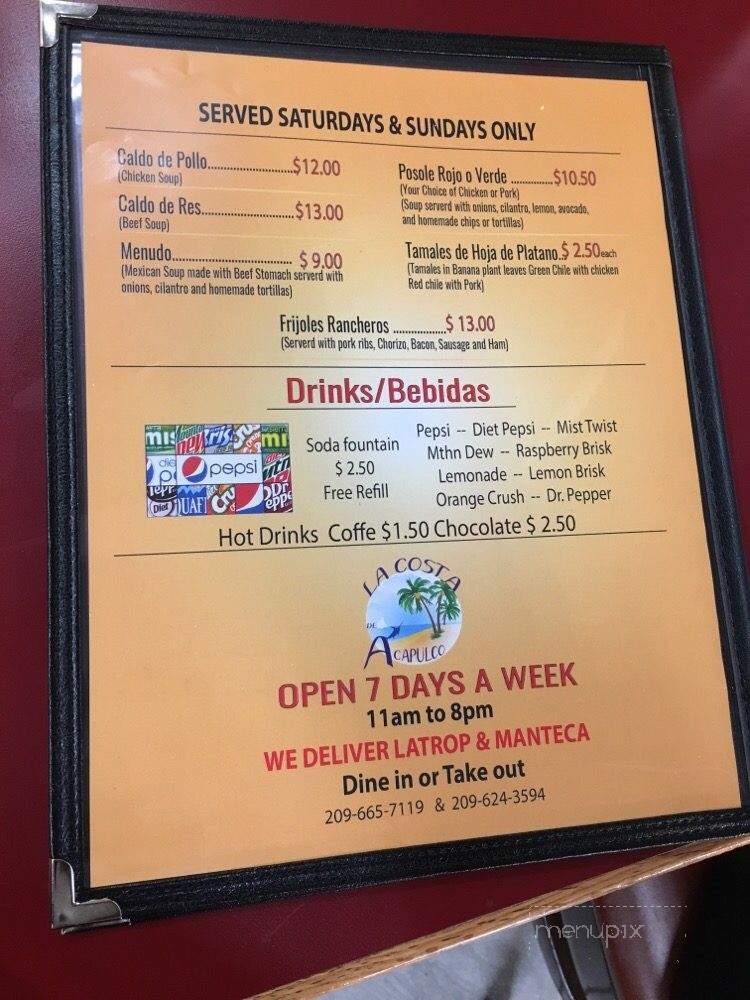 SERVED SATURDAYS & SUNDAYS ONLY
Caldo de Pollo.......................$12.00
(Chicken Soup)
Caldo de Res.........................$13.00
(Beef Soup)
Menudo................................ $ 9.00
(Mexican Soup made with Beef Stomach serverd with
onions, cilantro and homemade tortillas)
Posole Rojo o Verde ...........$10.50
(Your Choice of Chicken or Pork)
(Soup serverd with onions, cilantro, lemon, avocado,
and homemade chips or tortillas)
Tamales de Hoja de Platano..$ 2.50each
(Tamales in Banana plant leaves Green Chile with chicken
Red chile with Pork)
Frijoles Rancheros ..............$ 13.00
(Serverd with pork ribs, Chorizo, Bacon, Sausage and Ham)
Drinks/Bebidas
pepsi
Soda fountain
$ 2.50
Free Refill
Pepsi -- Diet Pepsi -- Mist Twist
Mthn Dew -- Raspberry Brisk
Lemonade -- Lemon Brisk
Orange Crush -- Dr. Pepper
Hot Drinks Coffe $1.50 Chocolate $ 2.50
LA COSTA
DE
ACAPULCO
OPEN 7 DAYS A WEEK
11am to 8pm
WE DELIVER LATROP & MANTECA
Dine in or Take out
209-665-7119 & 209-624-3594
menupix